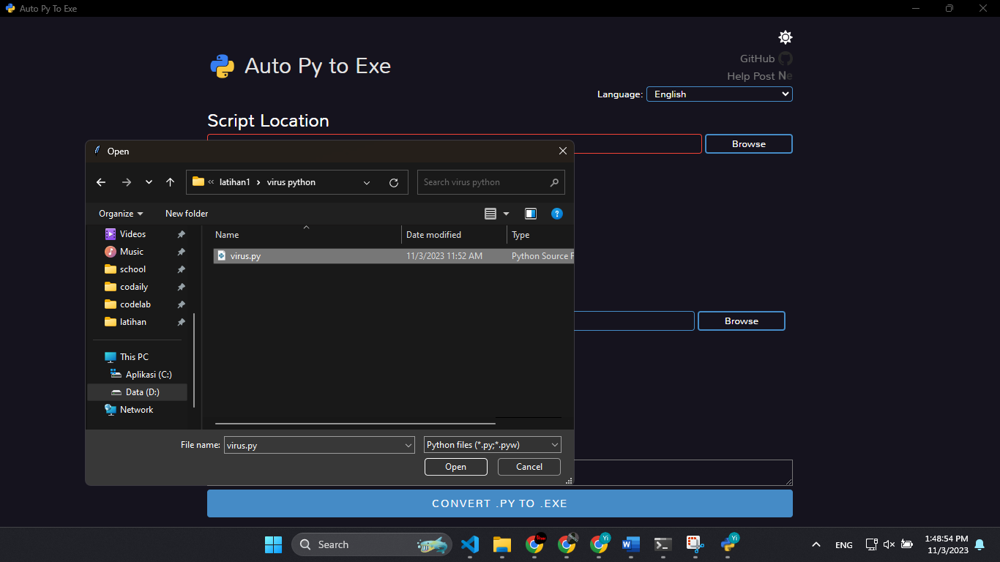 Auto Py To Exe
Auto Py to Exe
GitHub
Help Post Ne
Language: English
Script Location
Browse
Open
« latihan1 › virus python
Search virus python
Organize
New folder
Name
Date modified
Type
Videos
Music
school
codaily
codelab
latihan
This PC
Aplikasi (C:)
Data (D:)
Network
virus.py 11/3/2023 11:52 AM Python Source F
Browse
File name: virus.py
Python files (*.py;*.pyw)
Open
Cancel
CONVERT .PY TO .EXE
Search
Yi
Yi
ENG
1:48:54 PM
11/3/2023